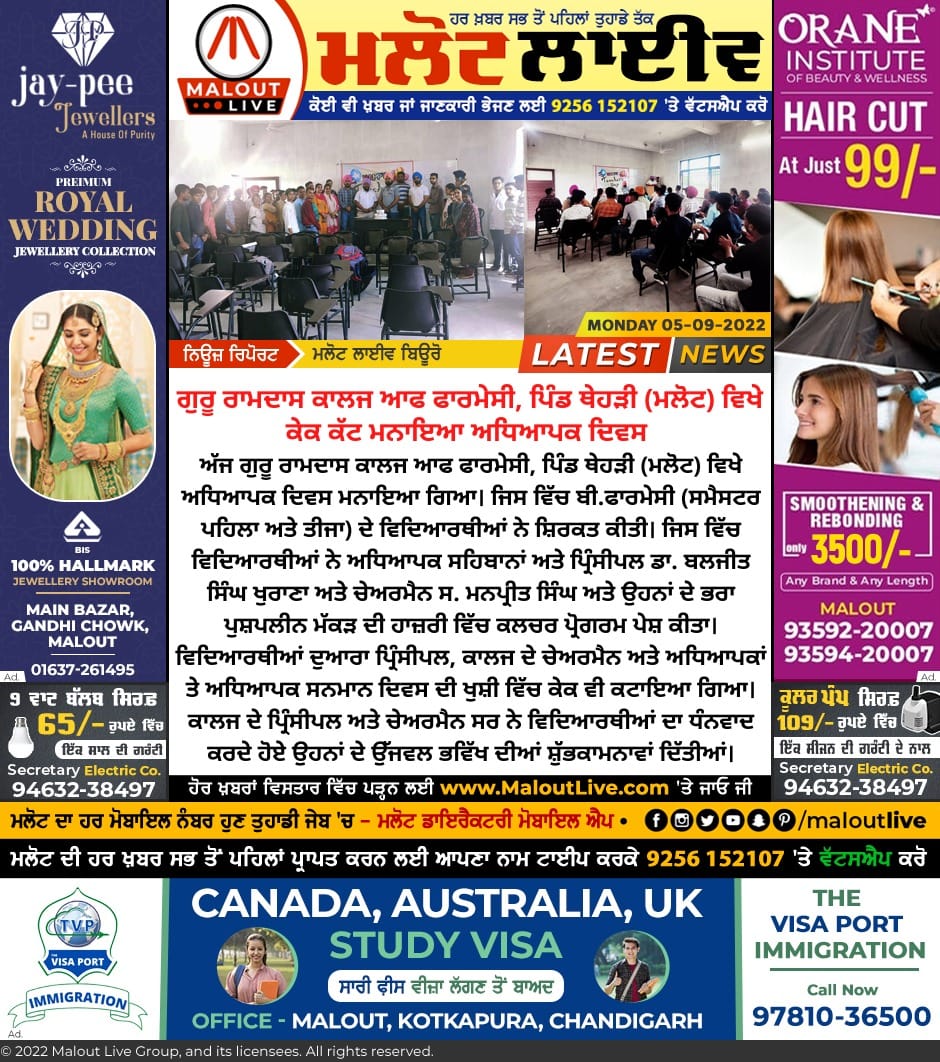 JP
jay-pee
Jewellers
A House Of Purity
PREIMIUM
ROYAL
WEDDING
JEWELLERY COLLECTION
BIS
100% HALLMARK
JEWELLERY SHOWROOM
MAIN BAZAR,
GANDHI CHOWK,
MALOUT
01637-261495
Ad.
9 ਵਾਟ ਬੱਲਬ ਸਿਰਫ਼
65/- ਰੁਪਏ ਵਿੱਚ
ਇੱਕ ਸਾਲ ਦੀ ਗਰੰਟੀ
Secretary Electric Co.
94632-38497
MALOUT
LIVE
ਹਰ ਖ਼ਬਰ ਸਭ ਤੋਂ ਪਹਿਲਾਂ ਤੁਹਾਡੇ ਤੱਕ
ਮਲੋਟ ਲਾਈਵ
ਕੋਈ ਵੀ ਖ਼ਬਰ ਜਾਂ ਜਾਣਕਾਰੀ ਭੇਜਣ ਲਈ 9256 152107 'ਤੇ ਵੱਟਸਐਪ ਕਰੋ
MONDAY 05-09-2022
ਨਿਊਜ਼ ਰਿਪੋਰਟ ਮਲੋਟ ਲਾਈਵ ਬਿਊਰੋ
LATEST NEWS
ਗੁਰੂ ਰਾਮਦਾਸ ਕਾਲਜ ਆਫ ਫਾਰਮੇਸੀ, ਪਿੰਡ ਥੇਹੜੀ (ਮਲੋਟ) ਵਿਖੇ
ਕੇਕ ਕੱਟ ਮਨਾਇਆ ਅਧਿਆਪਕ ਦਿਵਸ
ਅੱਜ ਗੁਰੂ ਰਾਮਦਾਸ ਕਾਲਜ ਆਫ ਫਾਰਮੇਸੀ, ਪਿੰਡ ਥੇਹੜੀ (ਮਲੋਟ) ਵਿਖੇ
ਅਧਿਆਪਕ ਦਿਵਸ ਮਨਾਇਆ ਗਿਆ। ਜਿਸ ਵਿੱਚ ਬੀ.ਫਾਰਮੇਸੀ (ਸਮੈਸਟਰ
ਪਹਿਲਾ ਅਤੇ ਤੀਜਾ) ਦੇ ਵਿਦਿਆਰਥੀਆਂ ਨੇ ਸ਼ਿਰਕਤ ਕੀਤੀ। ਜਿਸ ਵਿੱਚ
ਵਿਦਿਆਰਥੀਆਂ ਨੇ ਅਧਿਆਪਕ ਸਹਿਬਾਨਾਂ ਅਤੇ ਪ੍ਰਿੰਸੀਪਲ ਡਾ. ਬਲਜੀਤ
ਸਿੰਘ ਖੁਰਾਣਾ ਅਤੇ ਚੇਅਰਮੈਨ ਸ. ਮਨਪ੍ਰੀਤ ਸਿੰਘ ਅਤੇ ਉਹਨਾਂ ਦੇ ਭਰਾ
ਪੁਸ਼ਪਲੀਨ ਮੱਕੜ ਦੀ ਹਾਜ਼ਰੀ ਵਿੱਚ ਕਲਚਰ ਪ੍ਰੋਗਰਾਮ ਪੇਸ਼ ਕੀਤਾ।
ਵਿਦਿਆਰਥੀਆਂ ਦੁਆਰਾ ਪ੍ਰਿੰਸੀਪਲ, ਕਾਲਜ ਦੇ ਚੇਅਰਮੈਨ ਅਤੇ ਅਧਿਆਪਕਾਂ
ਤੇ ਅਧਿਆਪਕ ਸਨਮਾਨ ਦਿਵਸ ਦੀ ਖੁਸ਼ੀ ਵਿੱਚ ਕੇਕ ਵੀ ਕਟਾਇਆ ਗਿਆ।
ਕਾਲਜ ਦੇ ਪ੍ਰਿੰਸੀਪਲ ਅਤੇ ਚੇਅਰਮੈਨ ਸਰ ਨੇ ਵਿਦਿਆਰਥੀਆਂ ਦਾ ਧੰਨਵਾਦ
ਕਰਦੇ ਹੋਏ ਉਹਨਾਂ ਦੇ ਉੱਜਵਲ ਭਵਿੱਖ ਦੀਆਂ ਸ਼ੁੱਭਕਾਮਨਾਵਾਂ ਦਿੱਤੀਆਂ।
ਹੋਰ ਖ਼ਬਰਾਂ ਵਿਸਤਾਰ ਵਿੱਚ ਪੜ੍ਹਨ ਲਈ www.MaloutLive.com 'ਤੇ ਜਾਓ ਜੀ
ORANE
INSTITUTE
OF BEAUTY & WELLNESS
HAIR CUT
At Just 99/-
SMOOTHENING &
REBONDING
only 3500/-
Any Brand & Any Length
MALOUT
93592-20007
93594-20007
Ad.
ਕੂਲਰ ਪੰਪ ਸਿਰਫ਼
109/- ਰੁਪਏ ਵਿੱਚ
ਇੱਕ ਸੀਜ਼ਨ ਦੀ ਗਰੰਟੀ ਦੇ ਨਾਲ
Secretary Electric Co.
94632-38497
ਮਲੋਟ ਦਾ ਹਰ ਮੋਬਾਇਲ ਨੰਬਰ ਹੁਣ ਤੁਹਾਡੀ ਜੇਬ 'ਚ - ਮਲੋਟ ਡਾਇਰੈਕਟਰੀ ਮੋਬਾਇਲ ਐਪ • /maloutlive
ਮਲੋਟ ਦੀ ਹਰ ਖ਼ਬਰ ਸਭ ਤੋਂ ਪਹਿਲਾਂ ਪ੍ਰਾਪਤ ਕਰਨ ਲਈ ਆਪਣਾ ਨਾਮ ਟਾਈਪ ਕਰਕੇ 9256 152107 'ਤੇ ਵੱਟਸਐਪ ਕਰੋ
TVP
THE
VISA PORT
IMMIGRATION
Ad.
CANADA, AUSTRALIA, UK
STUDY VISA
ਸਾਰੀ ਫ਼ੀਸ ਵੀਜ਼ਾ ਲੱਗਣ ਤੋਂ ਬਾਅਦ
OFFICE - MALOUT, KOTKAPURA, CHANDIGARH
THE
VISA PORT
IMMIGRATION
Call Now
97810-36500
© 2022 Malout Live Group, and its licensees. All rights reserved.